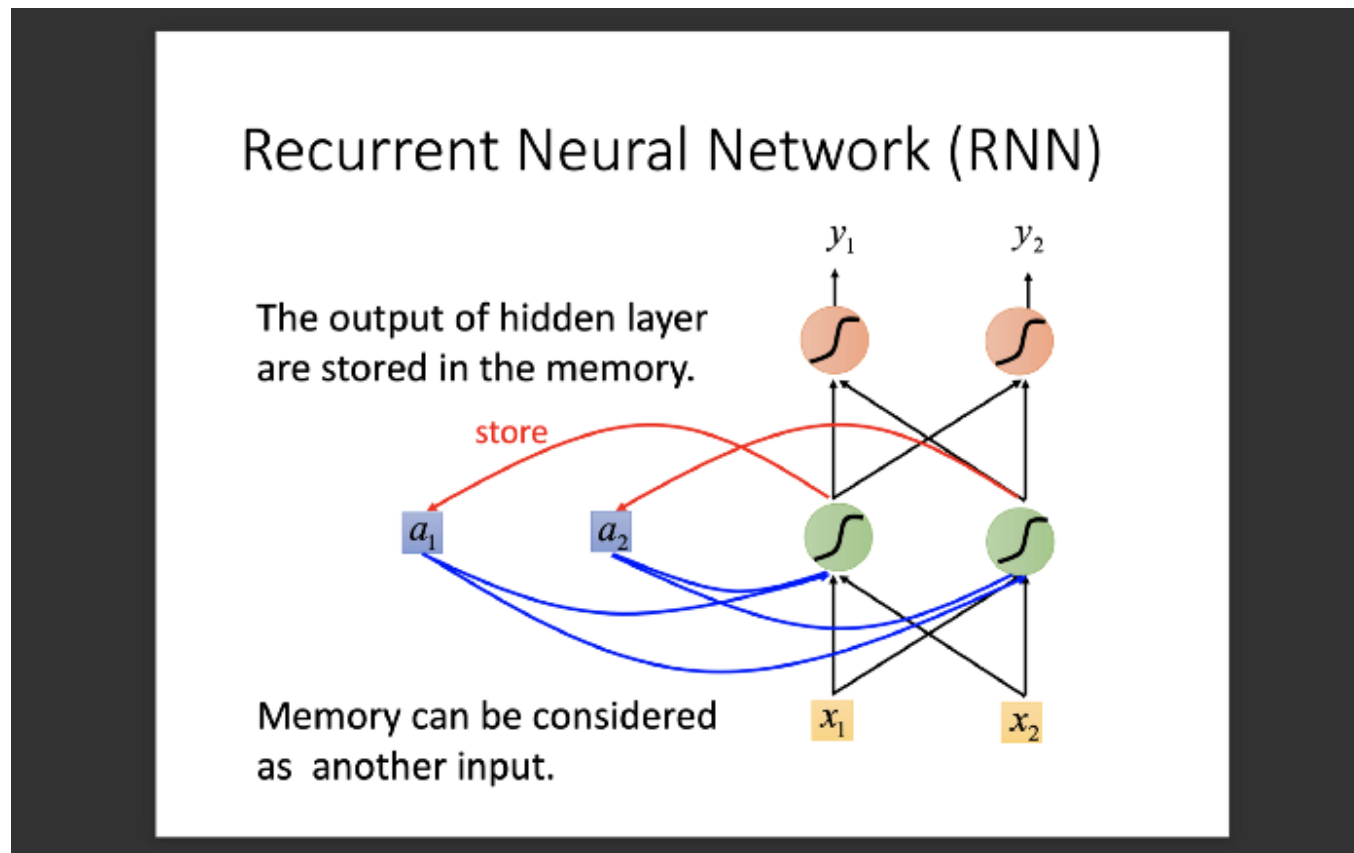 Recurrent Neural Network (RNN)
y₁ y₂
The output of hidden layer
are stored in the memory.
store
a₁ a₂
Memory can be considered
as another input.
x₁ x₂